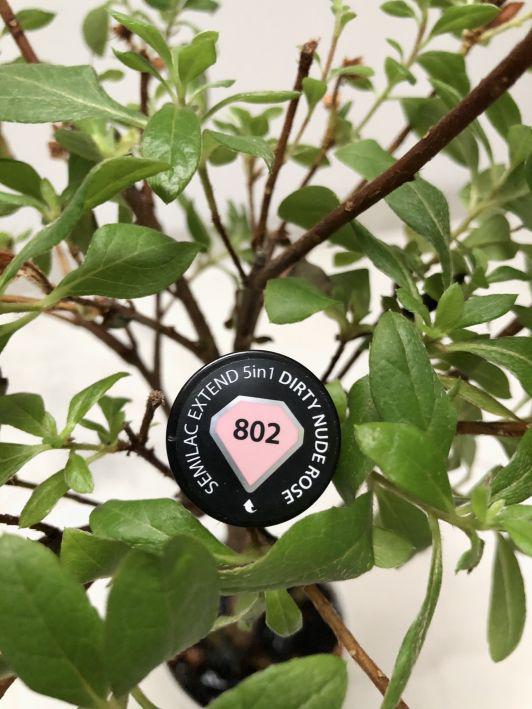 SEMILAC EXTEND 5in1 DIRTY NUDE ROSE
802